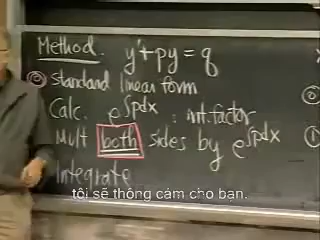 Method. y' + py = q
⓪ Standard linear form
Calc. e^∫pdx : int. factor
Mult both sides by e^∫pdx
Integrate
tôi sẽ thông cảm cho bạn.